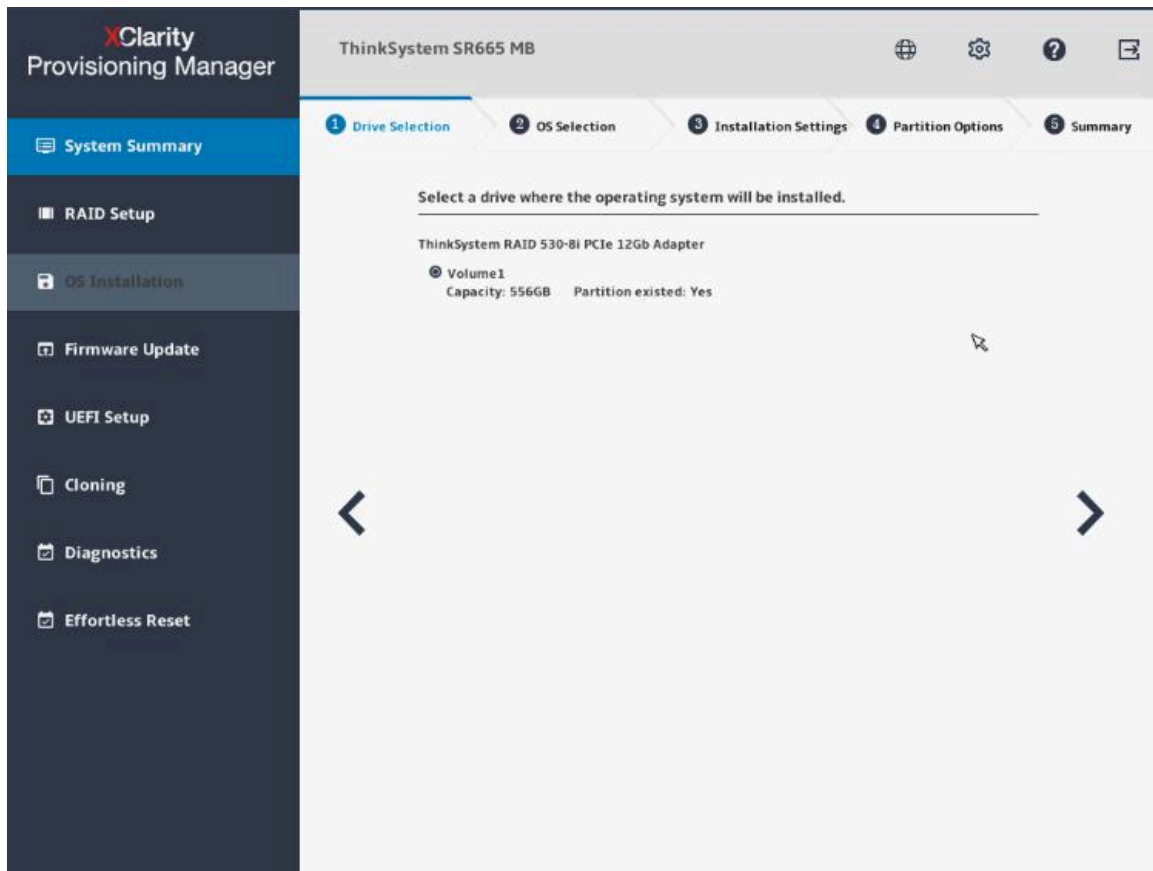 XClarity
Provisioning Manager
ThinkSystem SR665 MB
System Summary
RAID Setup
OS Installation
Firmware Update
UEFI Setup
Cloning
Diagnostics
Effortless Reset
1 Drive Selection
2 OS Selection
3 Installation Settings
4 Partition Options
5 Summary
Select a drive where the operating system will be installed.
ThinkSystem RAID 530-8i PCIe 12Gb Adapter
Volume1
Capacity: 556GB Partition existed: Yes